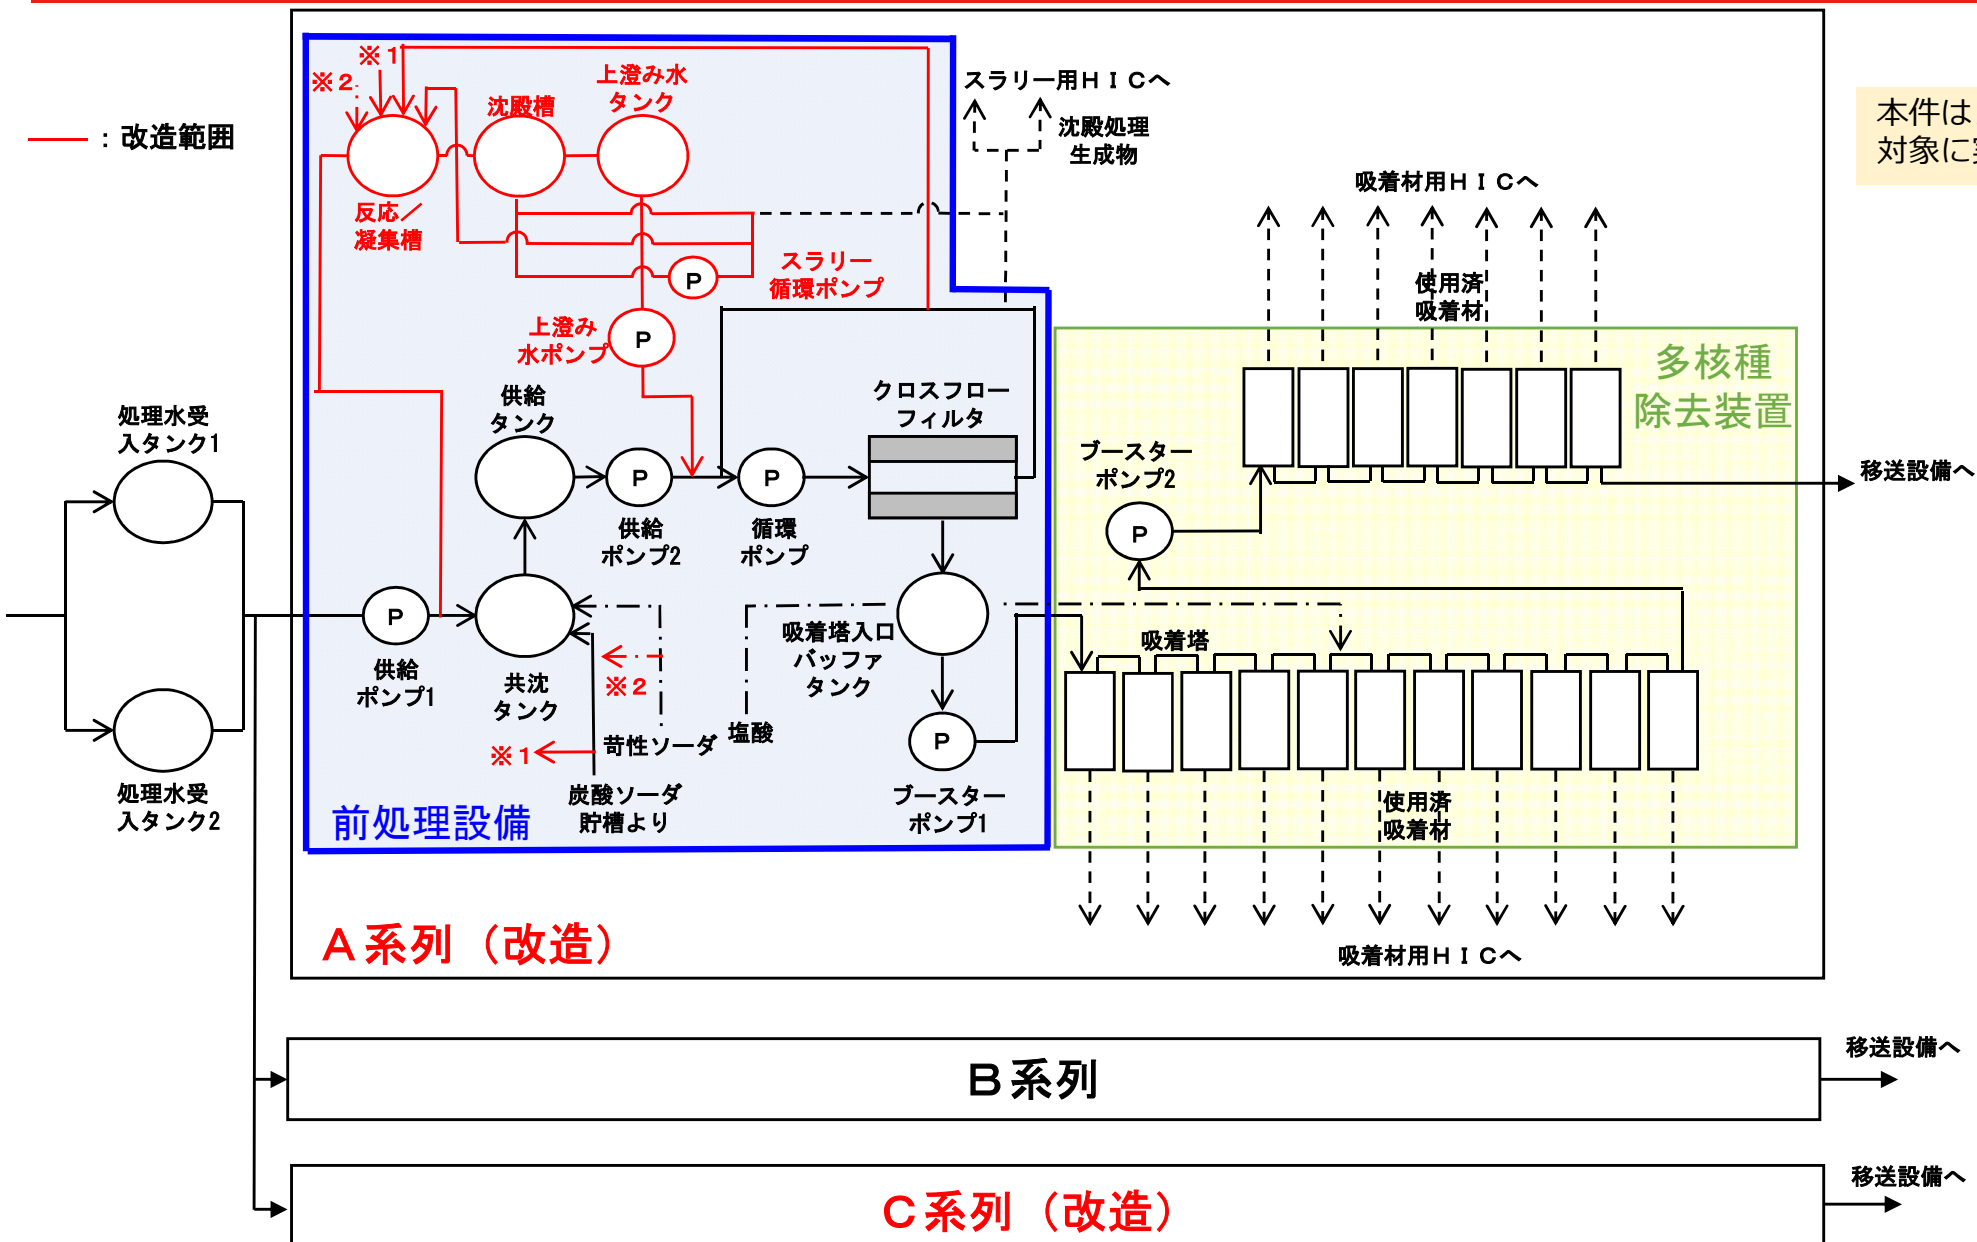 ※1
※2
沈殿槽
上澄み水
タンク
:改造範囲
反応/
凝集槽
スラリー用HICへ
沈殿処理
生成物
本件は
対象に
吸着材用HICへ
使用済
吸着材
スラリー
循環ポンプ
P
上澄み
水ポンプ
P
多核種
除去装置
供給
タンク
クロスフロー
フィルタ
処理水受
入タンク1
ブースター
ポンプ2
P
移送設備へ
P
供給
ポンプ2
P
循環
ポンプ
P
供給
ポンプ1
共沈
タンク
※2
※1
苛性ソーダ
塩酸
炭酸ソーダ
貯槽より
吸着塔入口
バッファ
タンク
吸着塔
P
ブースター
ポンプ1
処理水受
入タンク2
前処理設備
使用済
吸着材
A系列(改造)
吸着材用HICへ
B系列
移送設備へ
C系列(改造)
移送設備へ